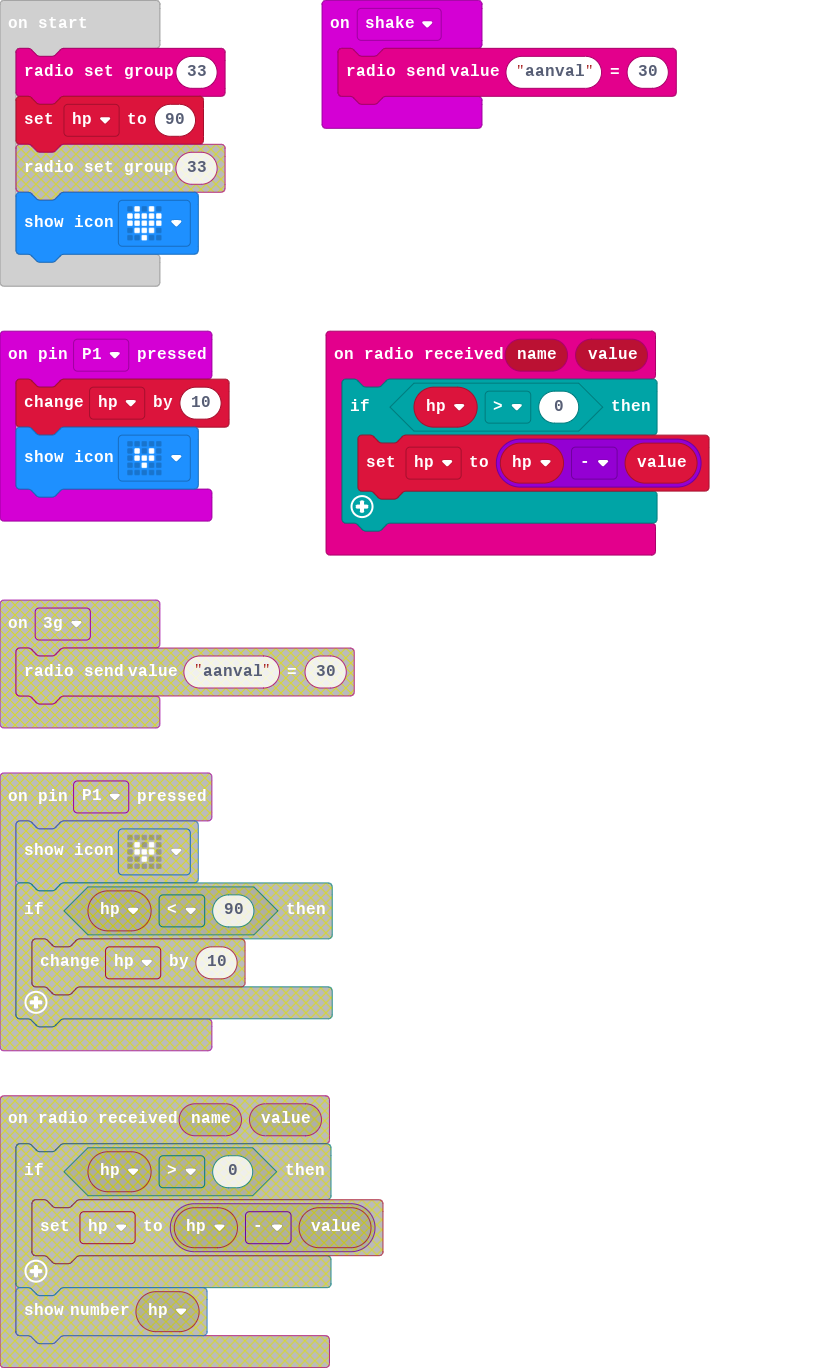 on start
radio set group 33
set hp to 90
radio set group 33
show icon
on shake
radio send value "aanval" = 30
on pin P1 pressed
change hp by 10
show icon
on radio received name value
if hp > 0 then
set hp to hp - value
on 3g
radio send value "aanval" = 30
on pin P1 pressed
show icon
if hp < 90 then
change hp by 10
on radio received name value
if hp > 0 then
set hp to hp - value
show number hp